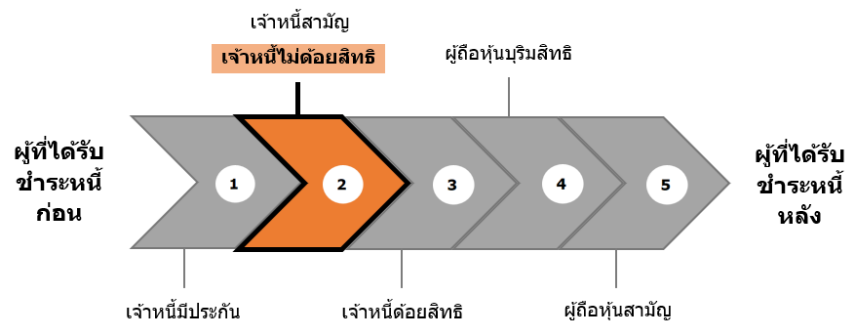 เจ้าหนี้สามัญ
เจ้าหนี้ไม่ด้อยสิทธิ
ผู้ถือหุ้นบุริมสิทธิ
ผู้ที่ได้รับ
ชำระหนี้
ก่อน
1
2
3
4
5
ผู้ที่ได้รับ
ชำระหนี้
หลัง
เจ้าหนี้มีประกัน
เจ้าหนี้ด้อยสิทธิ
ผู้ถือหุ้นสามัญ